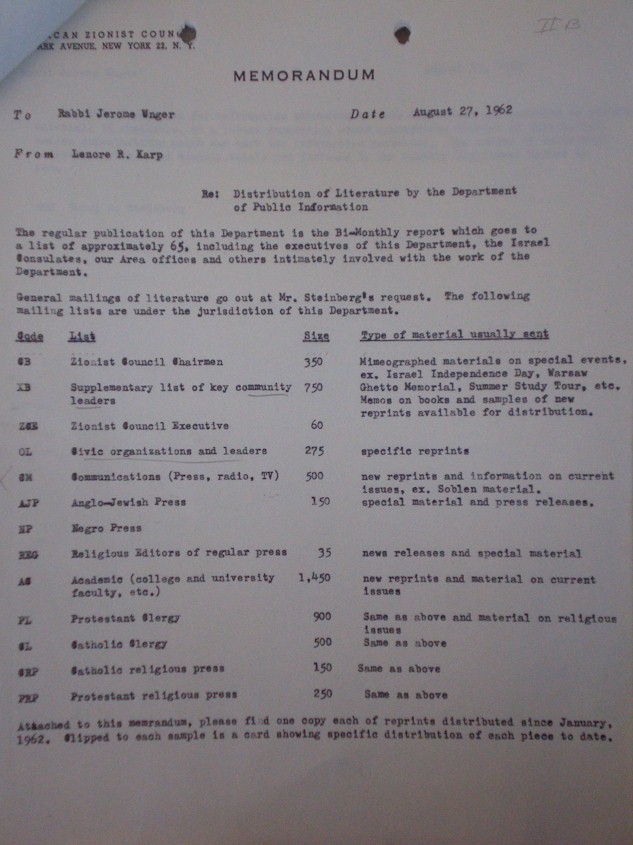 CAN ZIONIST COUN
ARK AVENUE, NEW YORK 22, N. Y.
II B
MEMORANDUM
To Rabbi Jerome Unger Date August 27, 1962
From Lenore R. Karp
Re: Distribution of Literature by the Department
of Public Information
The regular publication of this Department is the Bi-Monthly report which goes to
a list of approximately 65, including the executives of this Department, the Israel
Consulates, our Area offices and others intimately involved with the work of the
Department.
General mailings of literature go out at Mr. Steinberg's request. The following
mailing lists are under the jurisdiction of this Department.
Code List Size Type of material usually sent
CB Zionist Council Chairmen 350 Mimeographed materials on special events,
ex. Israel Independence Day, Warsaw
XB Supplementary list of key community 750 Ghetto Memorial, Summer Study Tour, etc.
leaders Memos on books and samples of new
reprints available for distribution.
ZCE Zionist Council Executive 60
OL Civic organizations and leaders 275 specific reprints
CM Communications (Press, radio, TV) 500 new reprints and information on current
issues, ex. Soblen material.
AJP Anglo-Jewish Press 150 special material and press releases.
NP Negro Press
REG Religious Editors of regular press 35 news releases and special material
AC Academic (college and university 1,450 new reprints and material on current
faculty, etc.) issues
PL Protestant Clergy 900 Same as above and material on religious
issues
CL Catholic Clergy 500 Same as above
CRP Catholic religious press 150 Same as above
PRP Protestant religious press 250 Same as above
Attached to this memrandum, please find one copy each of reprints distributed since January,
1962. Clipped to each sample is a card showing specific distribution of each piece to date.